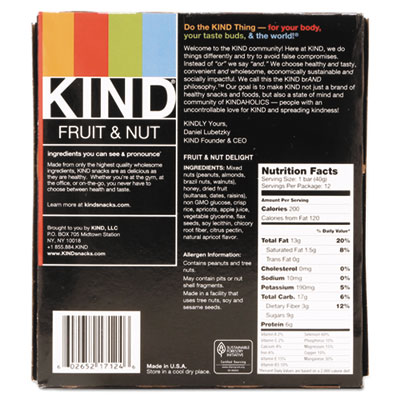 KIND®
FRUIT & NUT
ingredients you can see & pronounce®
Made from only the highest quality wholesome
ingredients, KIND snacks are as delicious as
they are healthy. Whether you're at the gym, at
the office, or on-the-go, you never have to
choose between health and taste.
Learn more at kindsnacks.com.
Brought to you by KIND, LLC
P.O. BOX 705 Midtown Station
NY, NY 10018
+1 855.884.KIND
www.KINDsnacks.com
6 02652 17124 6
Do the KIND Thing — for your body,
your taste buds, & the world!®
Welcome to the KIND community! Here at KIND, we do
things differently and try to avoid false compromises.
Instead of "or" we say "and." We choose healthy and tasty,
convenient and wholesome, economically sustainable and
socially impactful. We call this the KIND brAND
philosophy.™ Our goal is to make KIND not just a brand of
healthy snacks and foods, but also a state of mind and
community of KINDAHOLICS — people with an
uncontrollable love for KIND and spreading kindness!
KINDLY Yours,
Daniel Lubetzky
KIND Founder & CEO
FRUIT & NUT DELIGHT
INGREDIENTS: Mixed
nuts (peanuts, almonds,
brazil nuts, walnuts),
honey, dried fruit
(sultanas, dates, raisins),
non GMO glucose, crisp
rice, apricots, apple juice,
vegetable glycerine, flax
seeds, soy lecithin, chicory
root fiber, citrus pectin,
natural apricot flavor.
Allergen Information:
Contains peanuts and tree
nuts.
May contain pits or nut
shell fragments.
Made in a facility that
uses tree nuts, soy and
sesame seeds.
Made in U.S.A.
Store in a cool dry place.
Nutrition Facts
Serving Size: 1 bar (40g)
Servings Per Package: 12
Amount Per Serving
Calories 200
Calories from Fat 120
% Daily Value*
Total Fat 13g 20%
Saturated Fat 1.5g 8%
Trans Fat 0g
Cholesterol 0mg 0%
Sodium 10mg 0%
Potassium 190mg 5%
Total Carb. 17g 6%
Dietary Fiber 3g 12%
Sugars 9g
Protein 6g
SUSTAINABLE
FORESTRY
INITIATIVE